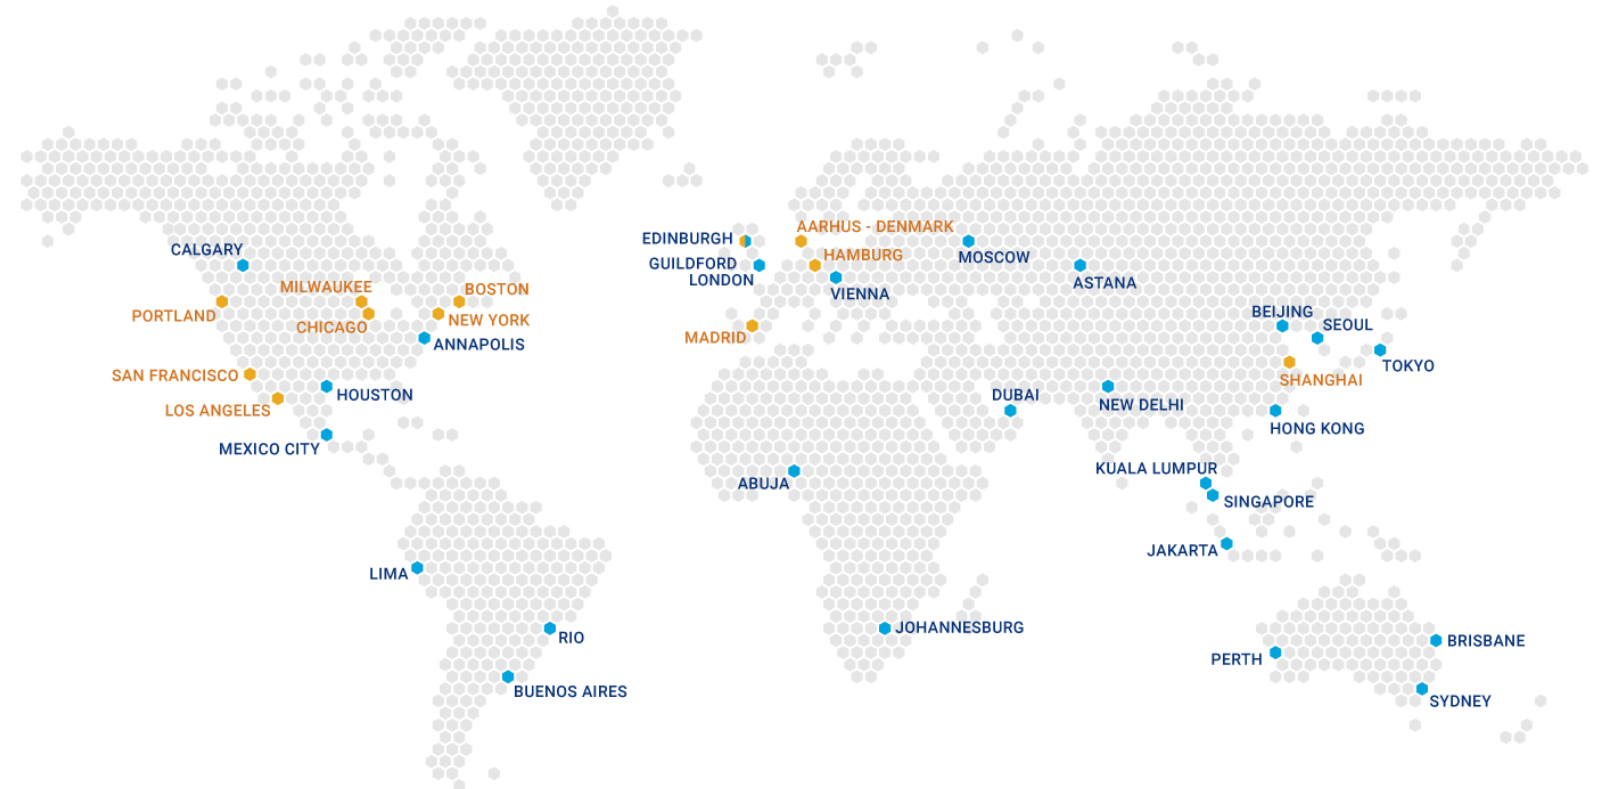 CALGARY
MILWAUKEE
BOSTON
PORTLAND
CHICAGO
NEW YORK
ANNAPOLIS
SAN FRANCISCO
HOUSTON
LOS ANGELES
MEXICO CITY
LIMA
RIO
BUENOS AIRES
EDINBURGH
GUILDFORD
LONDON
AARHUS - DENMARK
HAMBURG
VIENNA
MADRID
MOSCOW
ASTANA
ABUJA
JOHANNESBURG
DUBAI
NEW DELHI
BEIJING
SEOUL
TOKYO
SHANGHAI
HONG KONG
KUALA LUMPUR
SINGAPORE
JAKARTA
PERTH
BRISBANE
SYDNEY